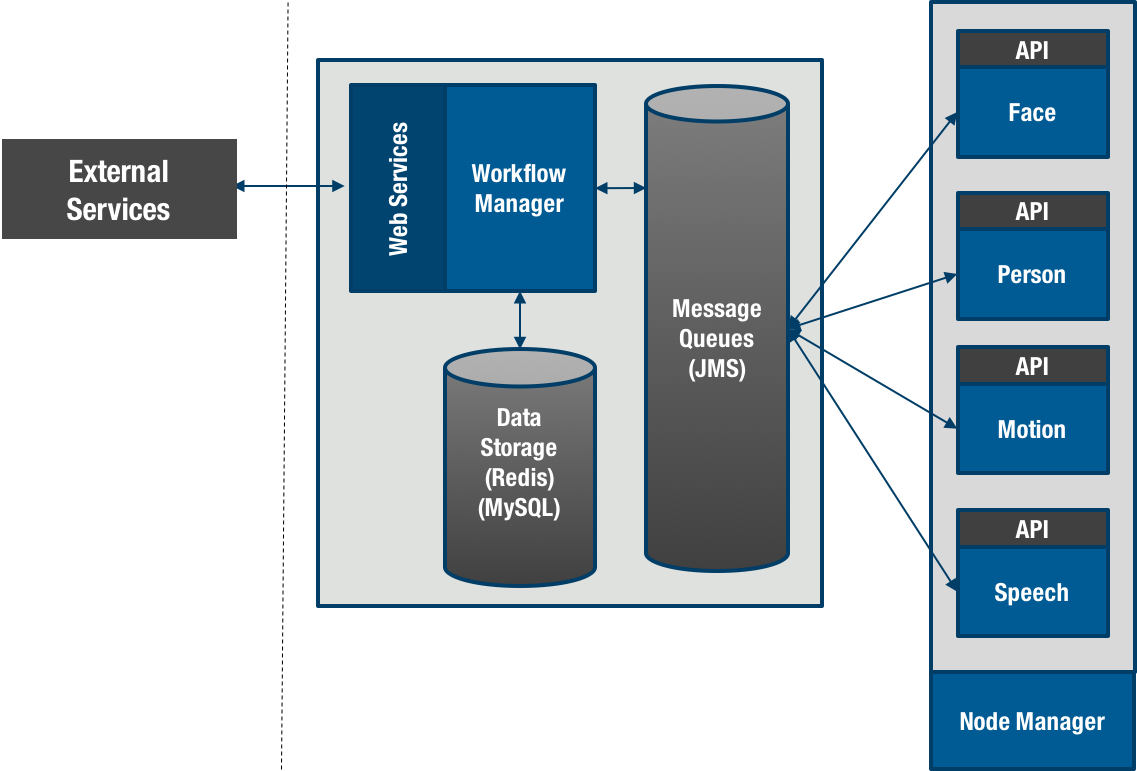 External
Services
Web Services
Workflow
Manager
Data
Storage
(Redis)
(MySQL)
Message
Queues
(JMS)
API
Face
API
Person
API
Motion
API
Speech
Node Manager